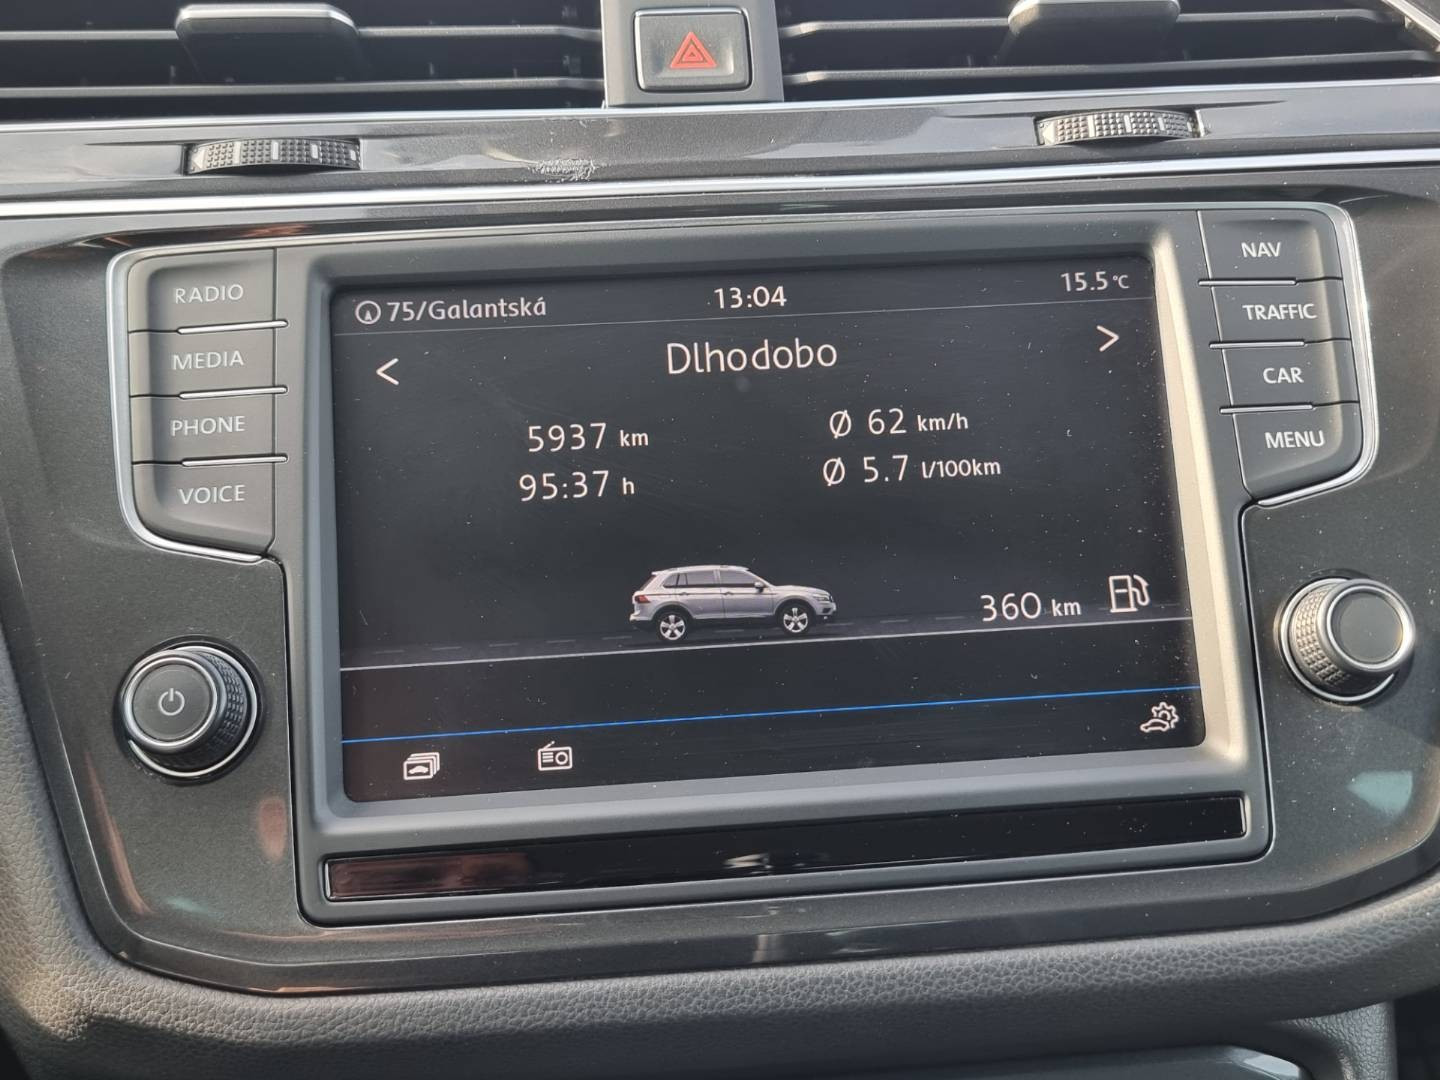 RADIO
MEDIA
PHONE
VOICE
75/Galantská
13:04
15.5°C
<
Dlhodobo
>
5937 km
Ø 62 km/h
95:37 h
Ø 5.7 l/100km
360 km
NAV
TRAFFIC
CAR
MENU